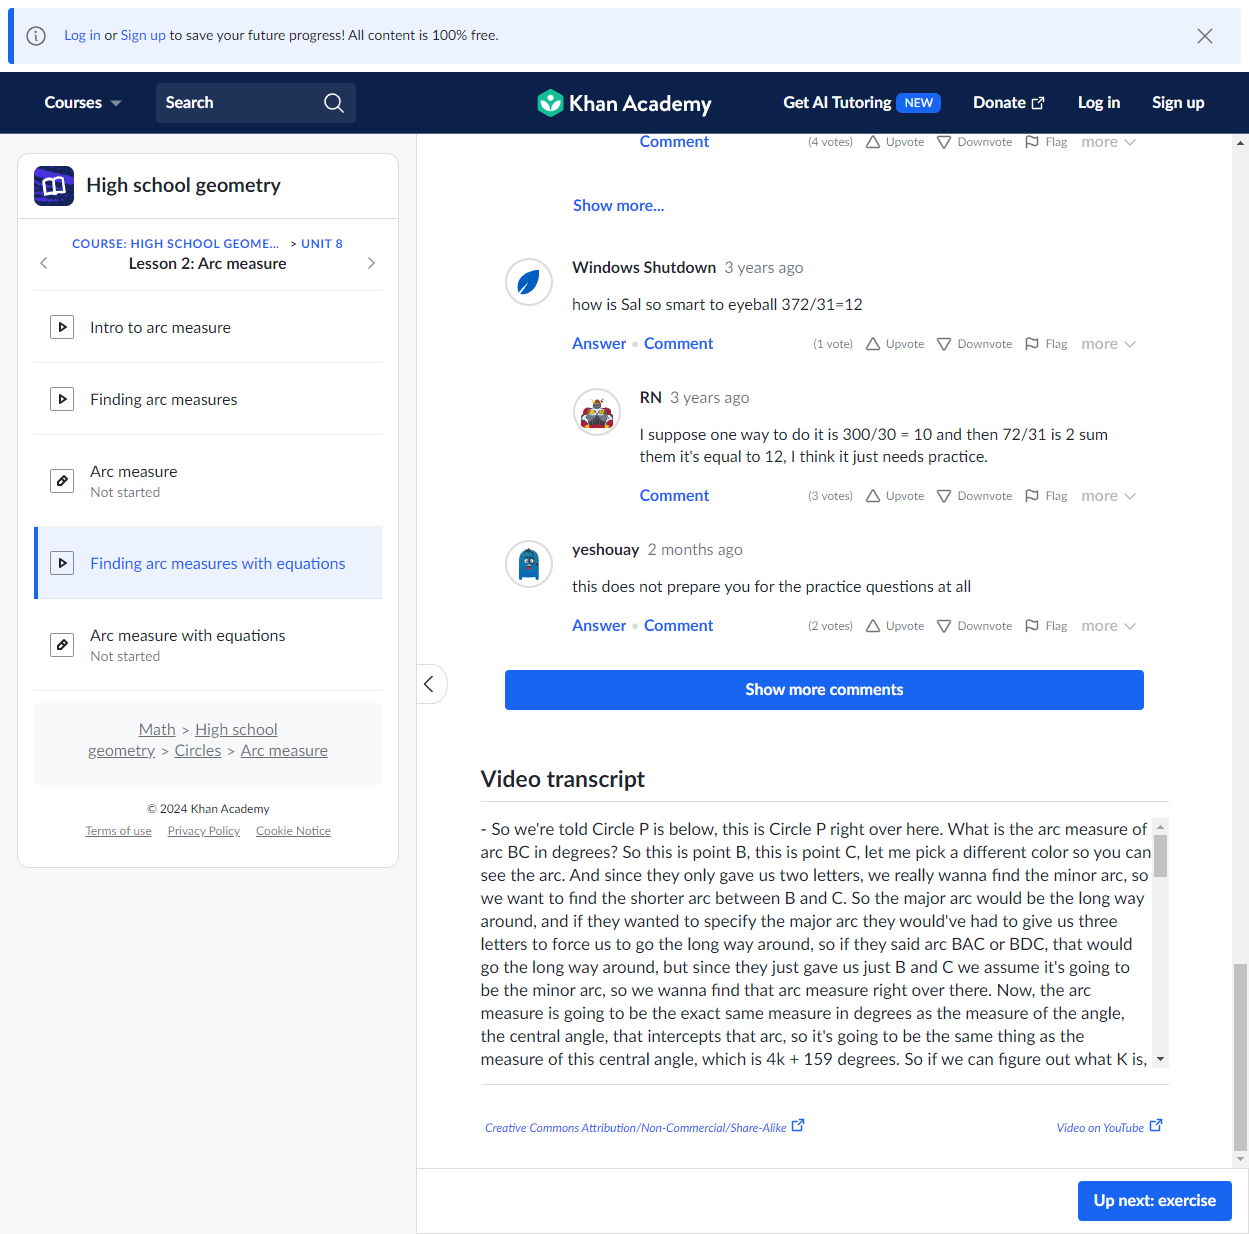 Log in or Sign up to save your future progress! All content is 100% free.
Courses
Search
Khan Academy
Get AI Tutoring NEW
Donate
Log in
Sign up
High school geometry
COURSE: HIGH SCHOOL GEOME... > UNIT 8
Lesson 2: Arc measure
Intro to arc measure
Finding arc measures
Arc measure
Not started
Finding arc measures with equations
Arc measure with equations
Not started
Math > High school
geometry > Circles > Arc measure
© 2024 Khan Academy
Terms of use Privacy Policy Cookie Notice
Comment (4 votes) Upvote Downvote Flag more
Show more...
Windows Shutdown 3 years ago
how is Sal so smart to eyeball 372/31=12
Answer • Comment (1 vote) Upvote Downvote Flag more
RN 3 years ago
I suppose one way to do it is 300/30 = 10 and then 72/31 is 2 sum
them it's equal to 12, I think it just needs practice.
Comment (3 votes) Upvote Downvote Flag more
yeshouay 2 months ago
this does not prepare you for the practice questions at all
Answer • Comment (2 votes) Upvote Downvote Flag more
Show more comments
Video transcript
- So we're told Circle P is below, this is Circle P right over here. What is the arc measure of
arc BC in degrees? So this is point B, this is point C, let me pick a different color so you can
see the arc. And since they only gave us two letters, we really wanna find the minor arc, so
we want to find the shorter arc between B and C. So the major arc would be the long way
around, and if they wanted to specify the major arc they would've had to give us three
letters to force us to go the long way around, so if they said arc BAC or BDC, that would
go the long way around, but since they just gave us just B and C we assume it's going to
be the minor arc, so we wanna find that arc measure right over there. Now, the arc
measure is going to be the exact same measure in degrees as the measure of the angle,
the central angle, that intercepts that arc, so it's going to be the same thing as the
measure of this central angle, which is 4k + 159 degrees. So if we can figure out what K is,
Creative Commons Attribution/Non-Commercial/Share-Alike
Video on YouTube
Up next: exercise